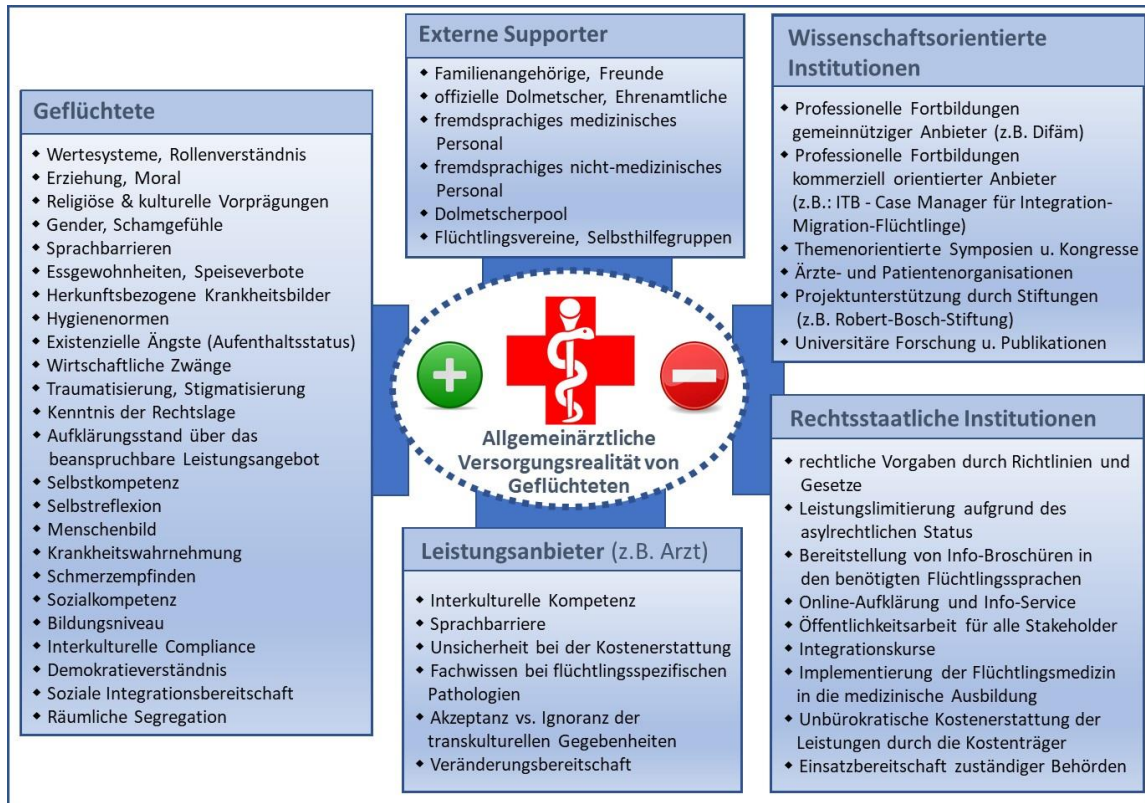 Geflüchtete
◆ Wertesysteme, Rollenverständnis
◆ Erziehung, Moral
◆ Religiöse & kulturelle Vorprägungen
◆ Gender, Schamgefühle
◆ Sprachbarrieren
◆ Essgewohnheiten, Speiseverbote
◆ Herkunftsbezogene Krankheitsbilder
◆ Hygienenormen
◆ Existenzielle Ängste (Aufenthaltsstatus)
◆ Wirtschaftliche Zwänge
◆ Traumatisierung, Stigmatisierung
◆ Kenntnis der Rechtslage
◆ Aufklärungsstand über das
beanspruchbare Leistungsangebot
◆ Selbstkompetenz
◆ Selbstreflexion
◆ Menschenbild
◆ Krankheitswahrnehmung
◆ Schmerzempfinden
◆ Sozialkompetenz
◆ Bildungsniveau
◆ Interkulturelle Compliance
◆ Demokratieverständnis
◆ Soziale Integrationsbereitschaft
◆ Räumliche Segregation
Externe Supporter
◆ Familienangehörige, Freunde
◆ offizielle Dolmetscher, Ehrenamtliche
◆ fremdsprachiges medizinisches
Personal
◆ fremdsprachiges nicht-medizinisches
Personal
◆ Dolmetscherpool
◆ Flüchtlingsvereine, Selbsthilfegruppen
Allgemeinärztliche
Versorgungsrealität von
Geflüchteten
Leistungsanbieter (z.B. Arzt)
◆ Interkulturelle Kompetenz
◆ Sprachbarriere
◆ Unsicherheit bei der Kostenerstattung
◆ Fachwissen bei flüchtlingsspezifischen
Pathologien
◆ Akzeptanz vs. Ignoranz der
transkulturellen Gegebenheiten
◆ Veränderungsbereitschaft
Wissenschaftsorientierte
Institutionen
◆ Professionelle Fortbildungen
gemeinnütziger Anbieter (z.B. Difäm)
◆ Professionelle Fortbildungen
kommerziell orientierter Anbieter
(z.B.: ITB - Case Manager für Integration-
Migration-Flüchtlinge)
◆ Themenorientierte Symposien u. Kongresse
◆ Ärzte- und Patientenorganisationen
◆ Projektunterstützung durch Stiftungen
(z.B. Robert-Bosch-Stiftung)
◆ Universitäre Forschung u. Publikationen
Rechtsstaatliche Institutionen
◆ rechtliche Vorgaben durch Richtlinien und
Gesetze
◆ Leistungslimitierung aufgrund des
asylrechtlichen Status
◆ Bereitstellung von Info-Broschüren in
den benötigten Flüchtlingssprachen
◆ Online-Aufklärung und Info-Service
◆ Öffentlichkeitsarbeit für alle Stakeholder
◆ Integrationskurse
◆ Implementierung der Flüchtlingsmedizin
in die medizinische Ausbildung
◆ Unbürokratische Kostenerstattung der
Leistungen durch die Kostenträger
◆ Einsatzbereitschaft zuständiger Behörden